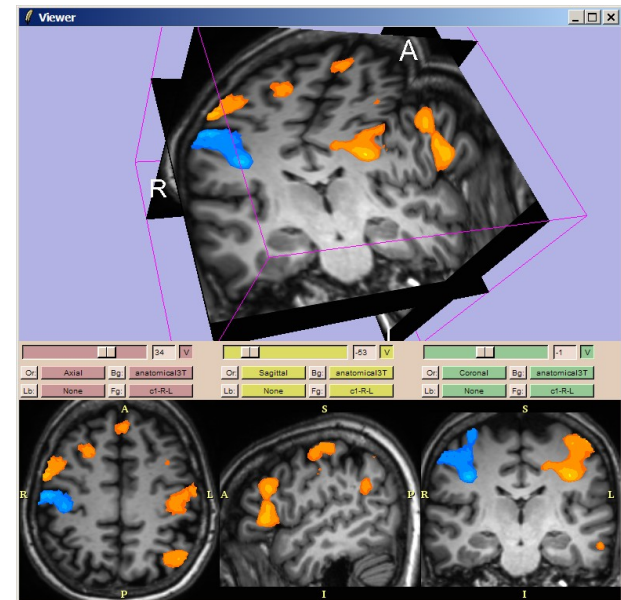 Viewer
A
R
34 V -53 V -1 V
Or: Axial Bg: anatomical3T Or: Sagittal Bg: anatomical3T Or: Coronal Bg: anatomical3T
Lb: None Fg: c1-R-L Lb: None Fg: c1-R-L Lb: None Fg: c1-R-L
A S S
R L A P R L
P I I